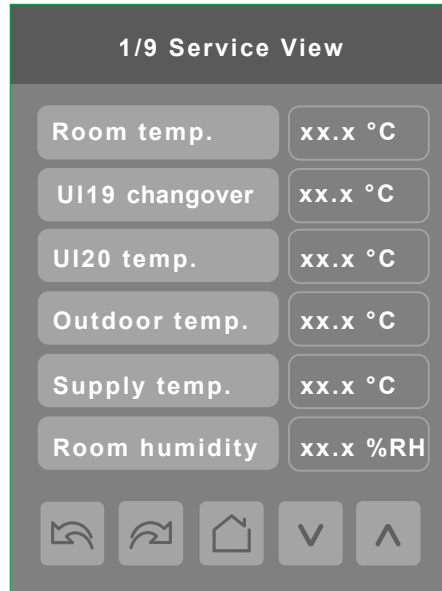 1/9 Service View
Room temp. xx.x °C
UI19 changover xx.x °C
UI20 temp. xx.x °C
Outdoor temp. xx.x °C
Supply temp. xx.x °C
Room humidity xx.x %RH